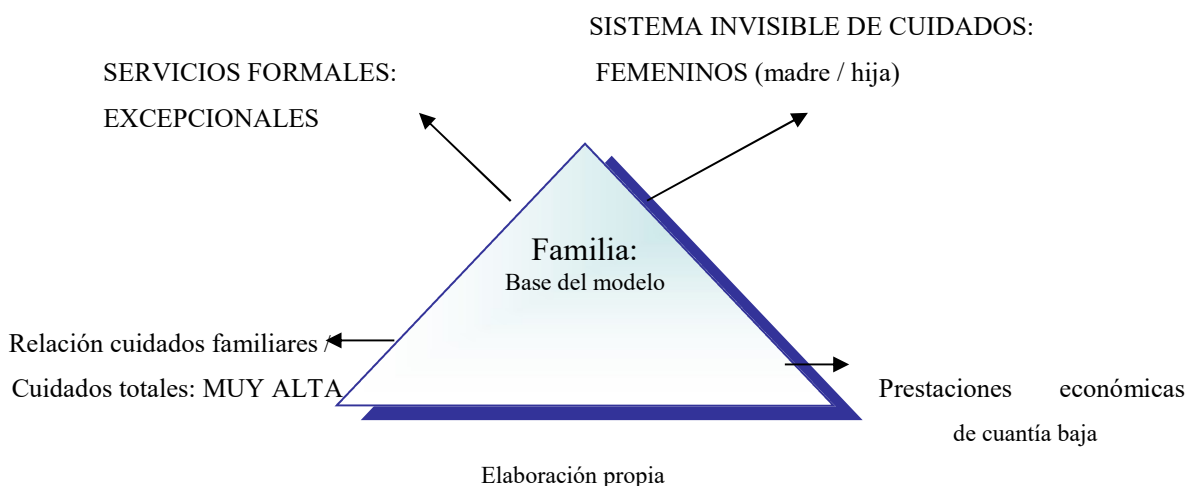 SISTEMA INVISIBLE DE CUIDADOS:
FEMENINOS (madre / hija)
SERVICIOS FORMALES:
EXCEPCIONALES
Familia:
Base del modelo
Relación cuidados familiares /
Cuidados totales: MUY ALTA
Prestaciones económicas
de cuantía baja
Elaboración propia